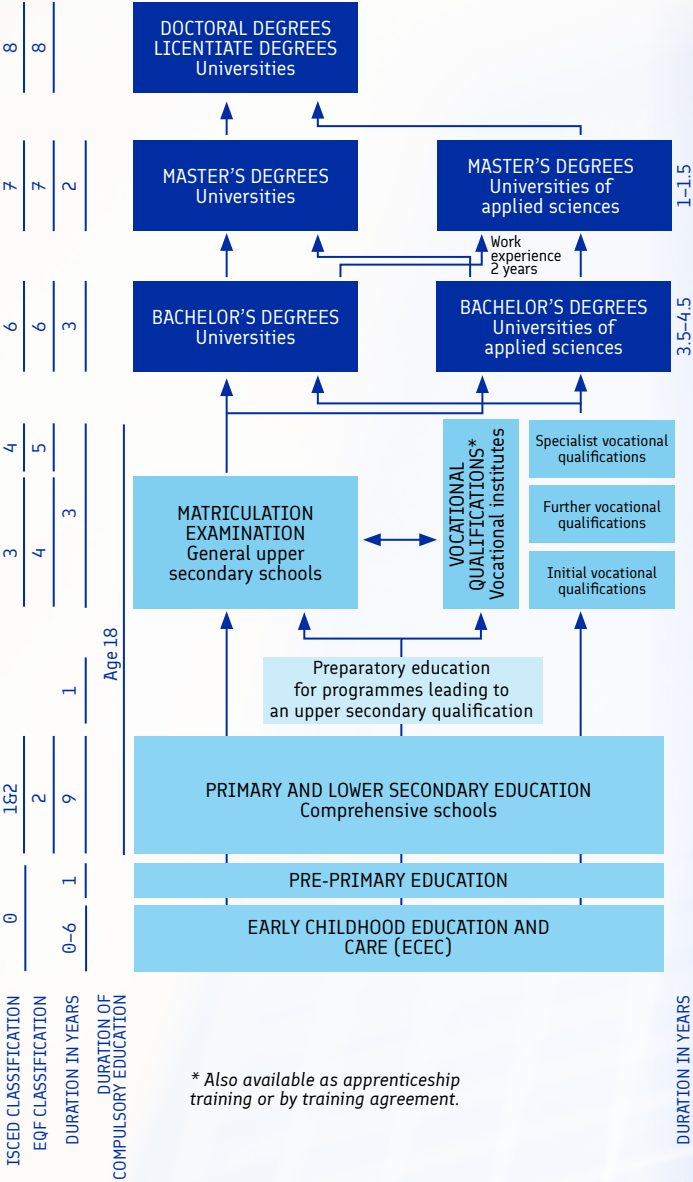 DOCTORAL DEGREES
LICENTIATE DEGREES
Universities
8
8
MASTER'S DEGREES
Universities
MASTER'S DEGREES
Universities of
applied sciences
7
7
2
1–1.5
Work
experience
2 years
BACHELOR'S DEGREES
Universities
BACHELOR'S DEGREES
Universities of
applied sciences
6
6
3
3.5–4.5
4
5
3
4
3
MATRICULATION
EXAMINATION
General upper
secondary schools
VOCATIONAL
QUALIFICATIONS*
Vocational institutes
Specialist vocational
qualifications
Further vocational
qualifications
Initial vocational
qualifications
Age 18
1
Preparatory education
for programmes leading to
an upper secondary qualification
1&2
2
9
PRIMARY AND LOWER SECONDARY EDUCATION
Comprehensive schools
0
1
PRE-PRIMARY EDUCATION
0–6
EARLY CHILDHOOD EDUCATION AND
CARE (ECEC)
ISCED CLASSIFICATION
EQF CLASSIFICATION
DURATION IN YEARS
DURATION OF
COMPULSORY EDUCATION
DURATION IN YEARS
* Also available as apprenticeship
training or by training agreement.